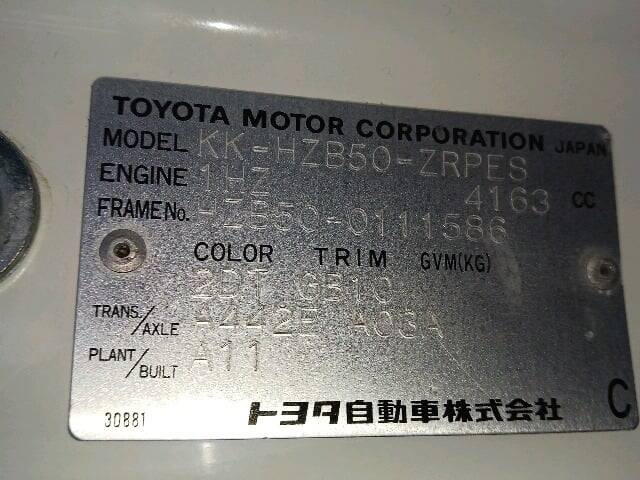 TOYOTA MOTOR CORPORATION JAPAN
MODEL KK-HZB50-ZRPES
ENGINE 1HZ 4163 CC
FRAME No. HZB50-0111586
COLOR TRIM GVM(KG)
2DT GB10
TRANS./AXLE A442E A03A
PLANT/BUILT A11
30881 トヨタ自動車株式会社 C